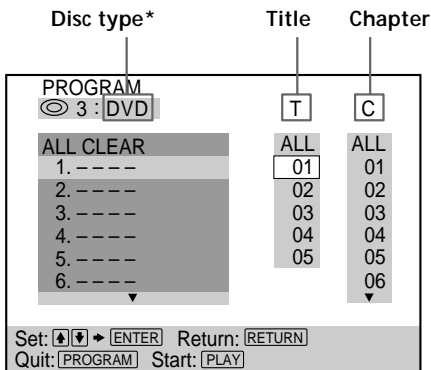 Disc type* Title Chapter
PROGRAM
3 : DVD T C
ALL CLEAR ALL ALL
1. – – – – 01 01
2. – – – – 02 02
3. – – – – 03 03
4. – – – – 04 04
5. – – – – 05 05
6. – – – – 06
Set: ↑ ↓ → ENTER Return: RETURN
Quit: PROGRAM Start: PLAY